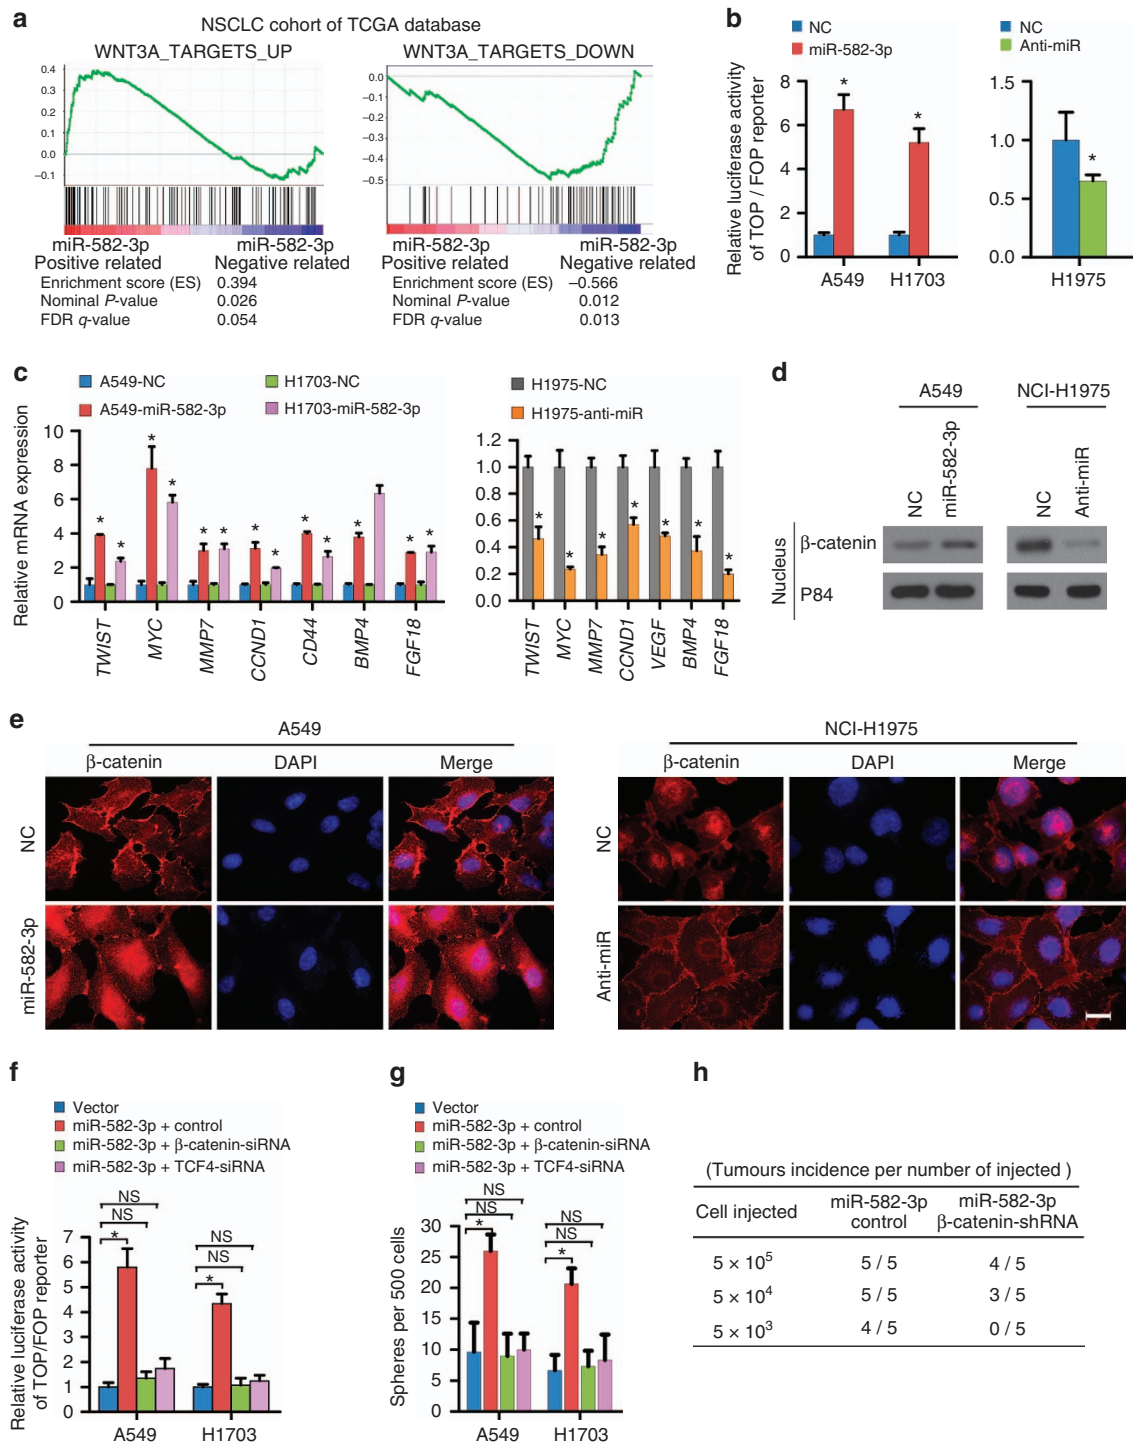 a
NSCLC cohort of TCGA database
WNT3A_TARGETS_UP
0.4
0.3
0.2
0.1
0.0
−0.1
miR-582-3p
Positive related
miR-582-3p
Negative related
Enrichment score (ES) 0.394
Nominal P-value 0.026
FDR q-value 0.054
WNT3A_TARGETS_DOWN
0.0
−0.1
−0.2
−0.3
−0.4
−0.5
miR-582-3p
Positive related
miR-582-3p
Negative related
Enrichment score (ES) −0.566
Nominal P-value 0.012
FDR q-value 0.013
b
NC
miR-582-3p
Relative luciferase activity
of TOP / FOP reporter
8
6
4
2
0
*
*
A549 H1703
NC
Anti-miR
1.5
1.0
0.5
0.0
*
H1975
c
A549-NC
A549-miR-582-3p
H1703-NC
H1703-miR-582-3p
Relative mRNA expression
10
8
6
4
2
0
* * * * * * * * * * * * *
TWIST
MYC
MMP7
CCND1
CD44
BMP4
FGF18
H1975-NC
H1975-anti-miR
1.2
1.0
0.8
0.6
0.4
0.2
0.0
* * * * * * *
TWIST
MYC
MMP7
CCND1
VEGF
BMP4
FGF18
d
A549
NCI-H1975
NC
miR-582-3p
NC
Anti-miR
Nucleus
β-catenin
P84
e
A549
β-catenin DAPI Merge
NC
miR-582-3p
NCI-H1975
β-catenin DAPI Merge
NC
Anti-miR
f
Vector
miR-582-3p + control
miR-582-3p + β-catenin-siRNA
miR-582-3p + TCF4-siRNA
Relative luciferase activity
of TOP/FOP reporter
7
6
5
4
3
2
1
0
NS
NS
*
NS
NS
*
A549 H1703
g
Vector
miR-582-3p + control
miR-582-3p + β-catenin-siRNA
miR-582-3p + TCF4-siRNA
Spheres per 500 cells
30
25
20
15
10
5
0
NS
NS
*
NS
NS
*
A549 H1703
h
(Tumours incidence per number of injected )
Cell injected
miR-582-3p
control
miR-582-3p
β-catenin-shRNA
5 × 10⁵ 5 / 5 4 / 5
5 × 10⁴ 5 / 5 3 / 5
5 × 10³ 4 / 5 0 / 5